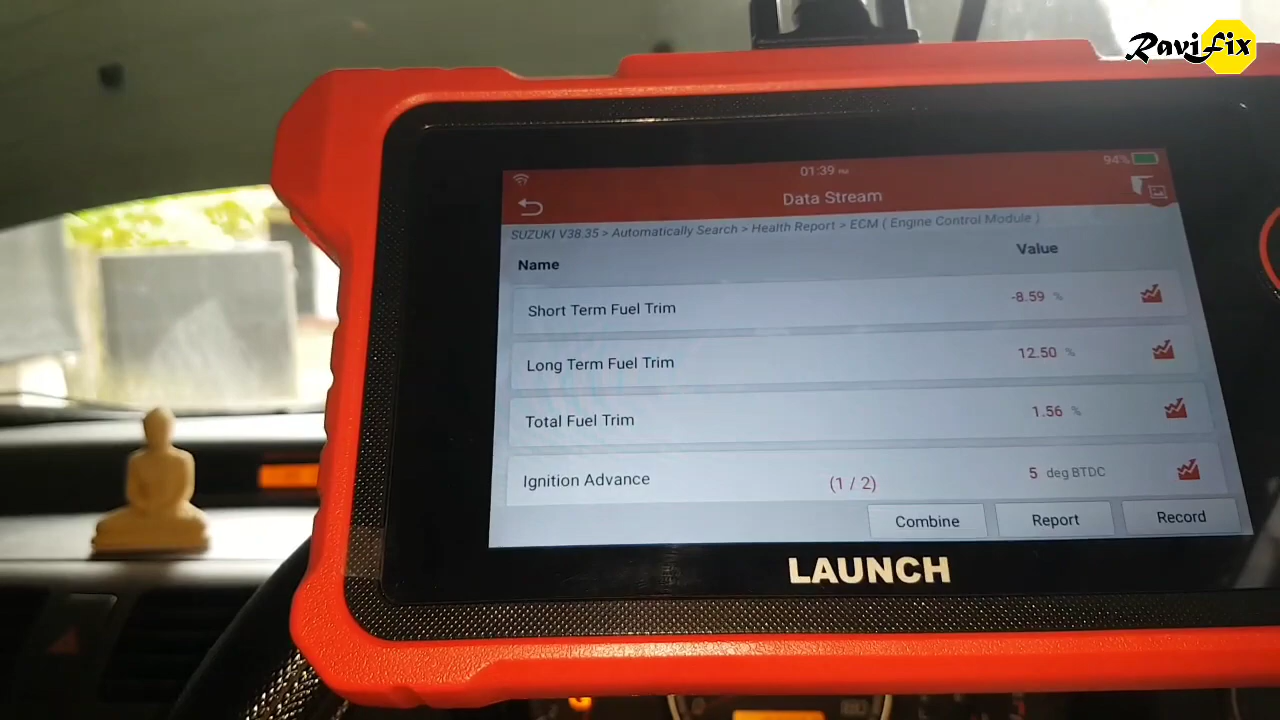 RaviFix
01:39 PM
94%
Data Stream
SUZUKI V38.35 > Automatically Search > Health Report > ECM ( Engine Control Module )
Name Value
Short Term Fuel Trim -8.59 %
Long Term Fuel Trim 12.50 %
Total Fuel Trim 1.56 %
Ignition Advance (1 / 2) 5 deg BTDC
Combine Report Record
LAUNCH